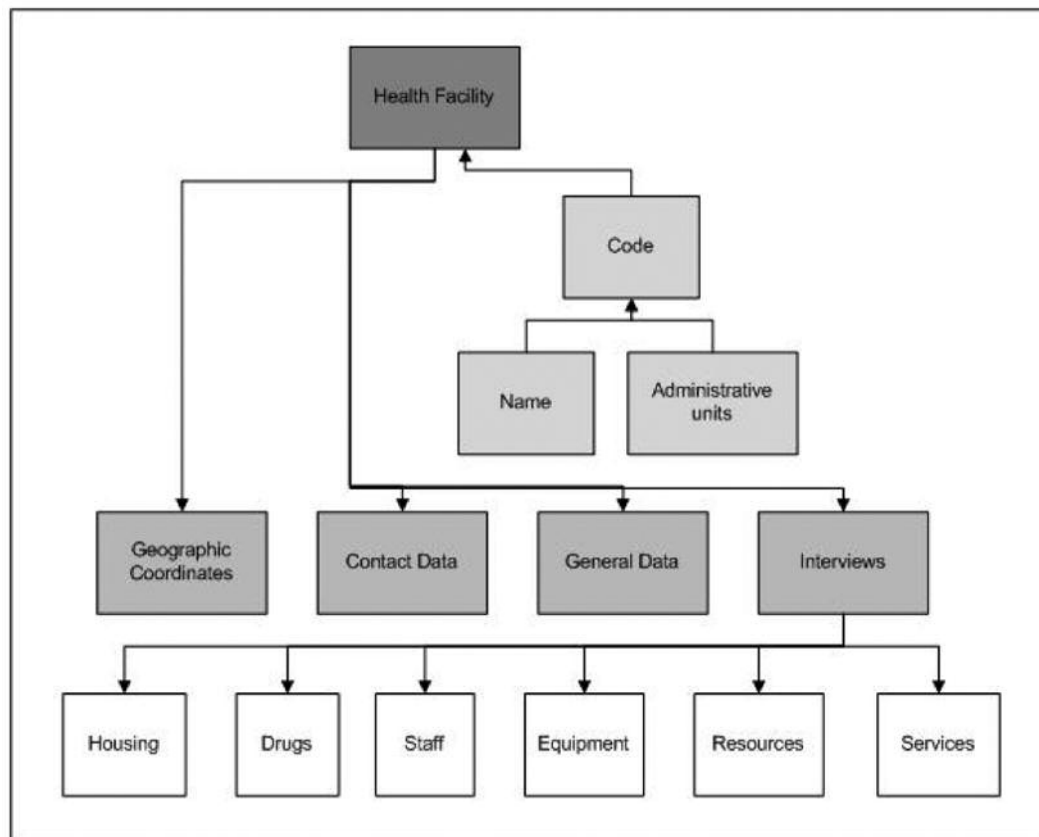 Health Facility
Code
Name
Administrative
units
Geographic
Coordinates
Contact Data
General Data
Interviews
Housing
Drugs
Staff
Equipment
Resources
Services